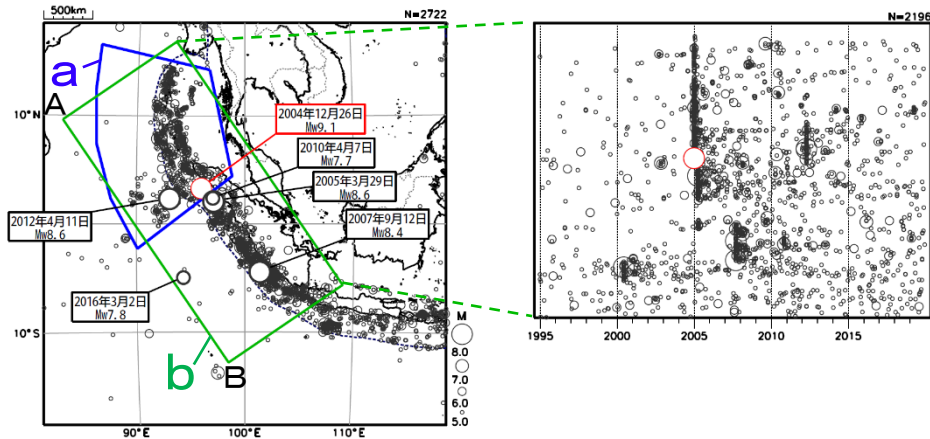 500km
N=2722
N=2196
a
A
10°N
2004年12月26日
Mw9.1
2010年4月7日
Mw7.7
2005年3月29日
Mw8.6
2012年4月11日
Mw8.6
2007年9月12日
Mw8.4
2016年3月2日
Mw7.8
10°S
b
B
M
8.0
7.0
6.0
5.0
90°E
100°E
110°E
1995
2000
2005
2010
2015